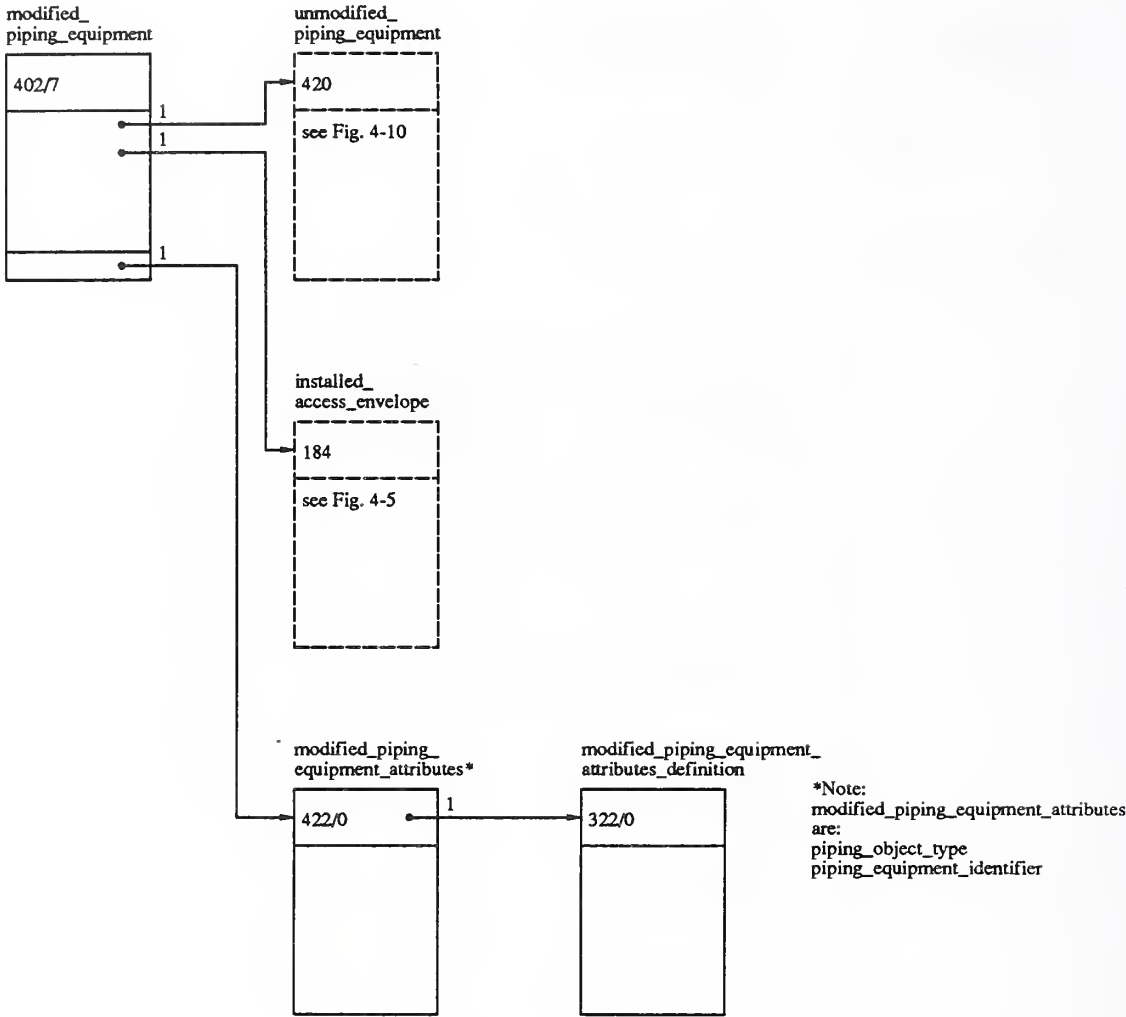 modified_
piping_equipment
402/7
1
1
1
unmodified_
piping_equipment
420
see Fig. 4-10
installed_
access_envelope
184
see Fig. 4-5
modified_piping_
equipment_attributes*
422/0
1
modified_piping_equipment_
attributes_definition
322/0
*Note:
modified_piping_equipment_attributes
are:
piping_object_type
piping_equipment_identifier